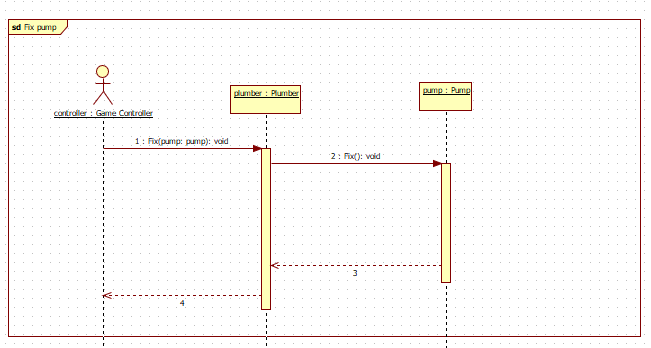 sd Fix pump
controller : Game Controller
plumber : Plumber
pump : Pump
1 : Fix(pump: pump): void
2 : Fix(): void
3
4